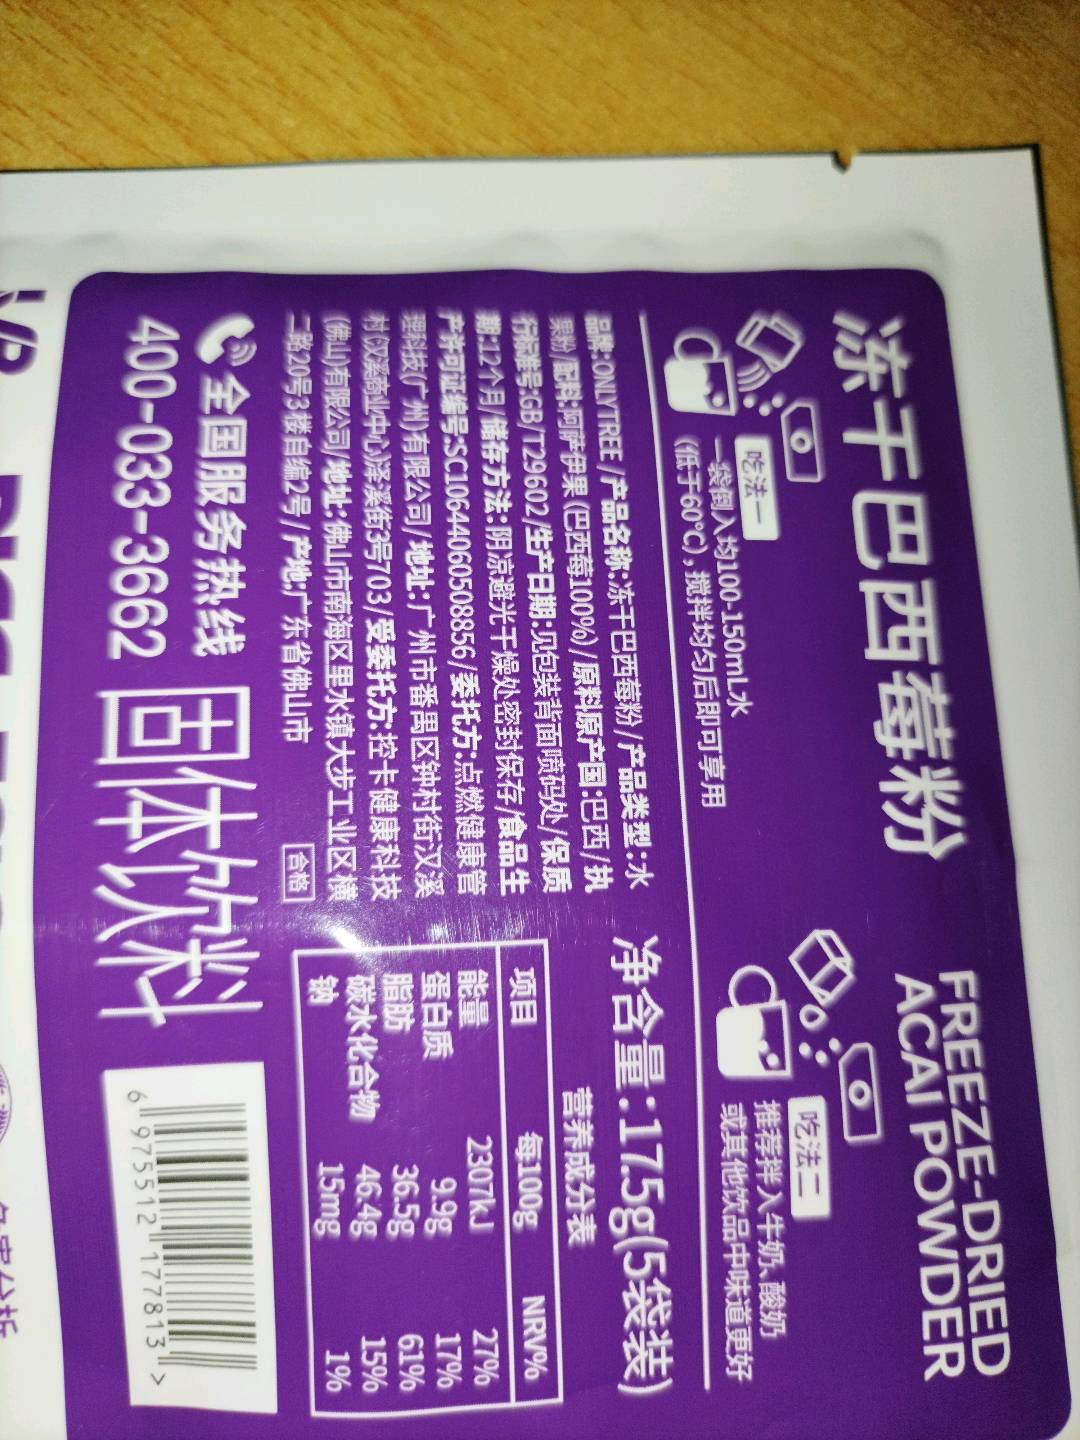 冻干巴西莓粉
FREEZE-DRIED
ACAI POWDER
吃法一
一袋倒入均100-150mL水
(低于60℃),搅拌均匀后即可享用
吃法二
推荐拌入牛奶、酸奶
或其他饮品中味道更好
品牌:ONLYTREE/产品名称:冻干巴西莓粉/产品类型:水
果粉/配料:阿萨伊果(巴西莓100%)/原料原产国:巴西/执
行标准号:GB/T29602/生产日期:见包装背面喷码处/保质
期:12个月/储存方法:阴凉避光干燥处密封保存/食品生
产许可证编号:SC10644060508856/委托方:点燃健康管
理科技(广州)有限公司/地址:广州市番禺区钟村街汉溪
村(汉溪商业中心)泽溪街3号703/受委托方:控卡健康科技
(佛山)有限公司/地址:佛山市南海区里水镇大步工业区横
二路20号3楼自编2号/产地:广东省佛山市
合格
净含量:17.5g(5袋装)
营养成分表
项目 每100g NRV%
能量 2307kJ 27%
蛋白质 9.9g 17%
脂肪 36.5g 61%
碳水化合物 46.4g 15%
钠 15mg 1%
全国服务热线
400-033-3662
固体饮料
6 975512 177813 >